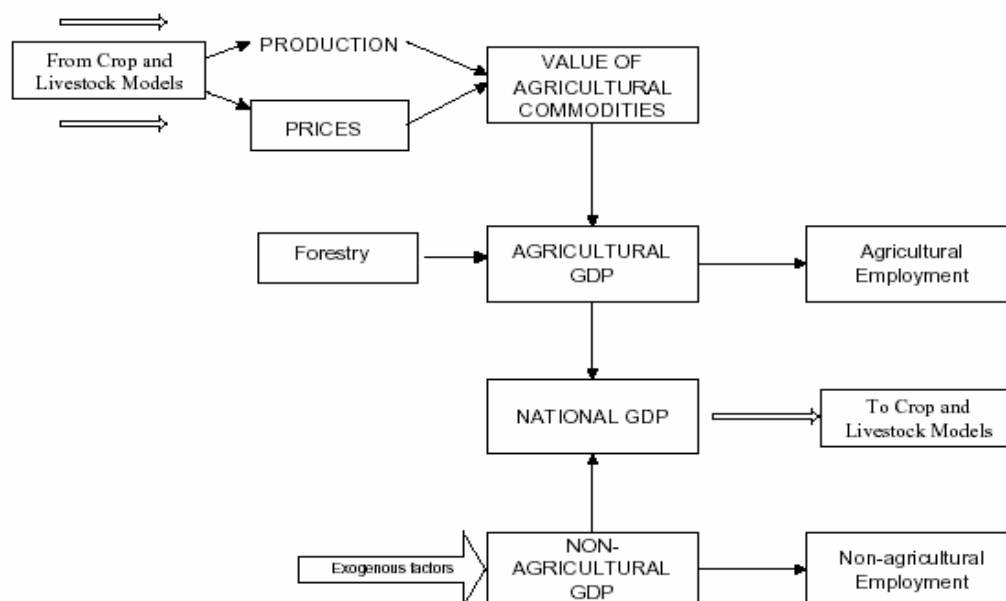 From Crop and
Livestock Models
PRODUCTION
PRICES
VALUE OF
AGRICULTURAL
COMMODITIES
Forestry
AGRICULTURAL
GDP
Agricultural
Employment
NATIONAL GDP
To Crop and
Livestock Models
Exogenous factors
NON-
AGRICULTURAL
GDP
Non-agricultural
Employment